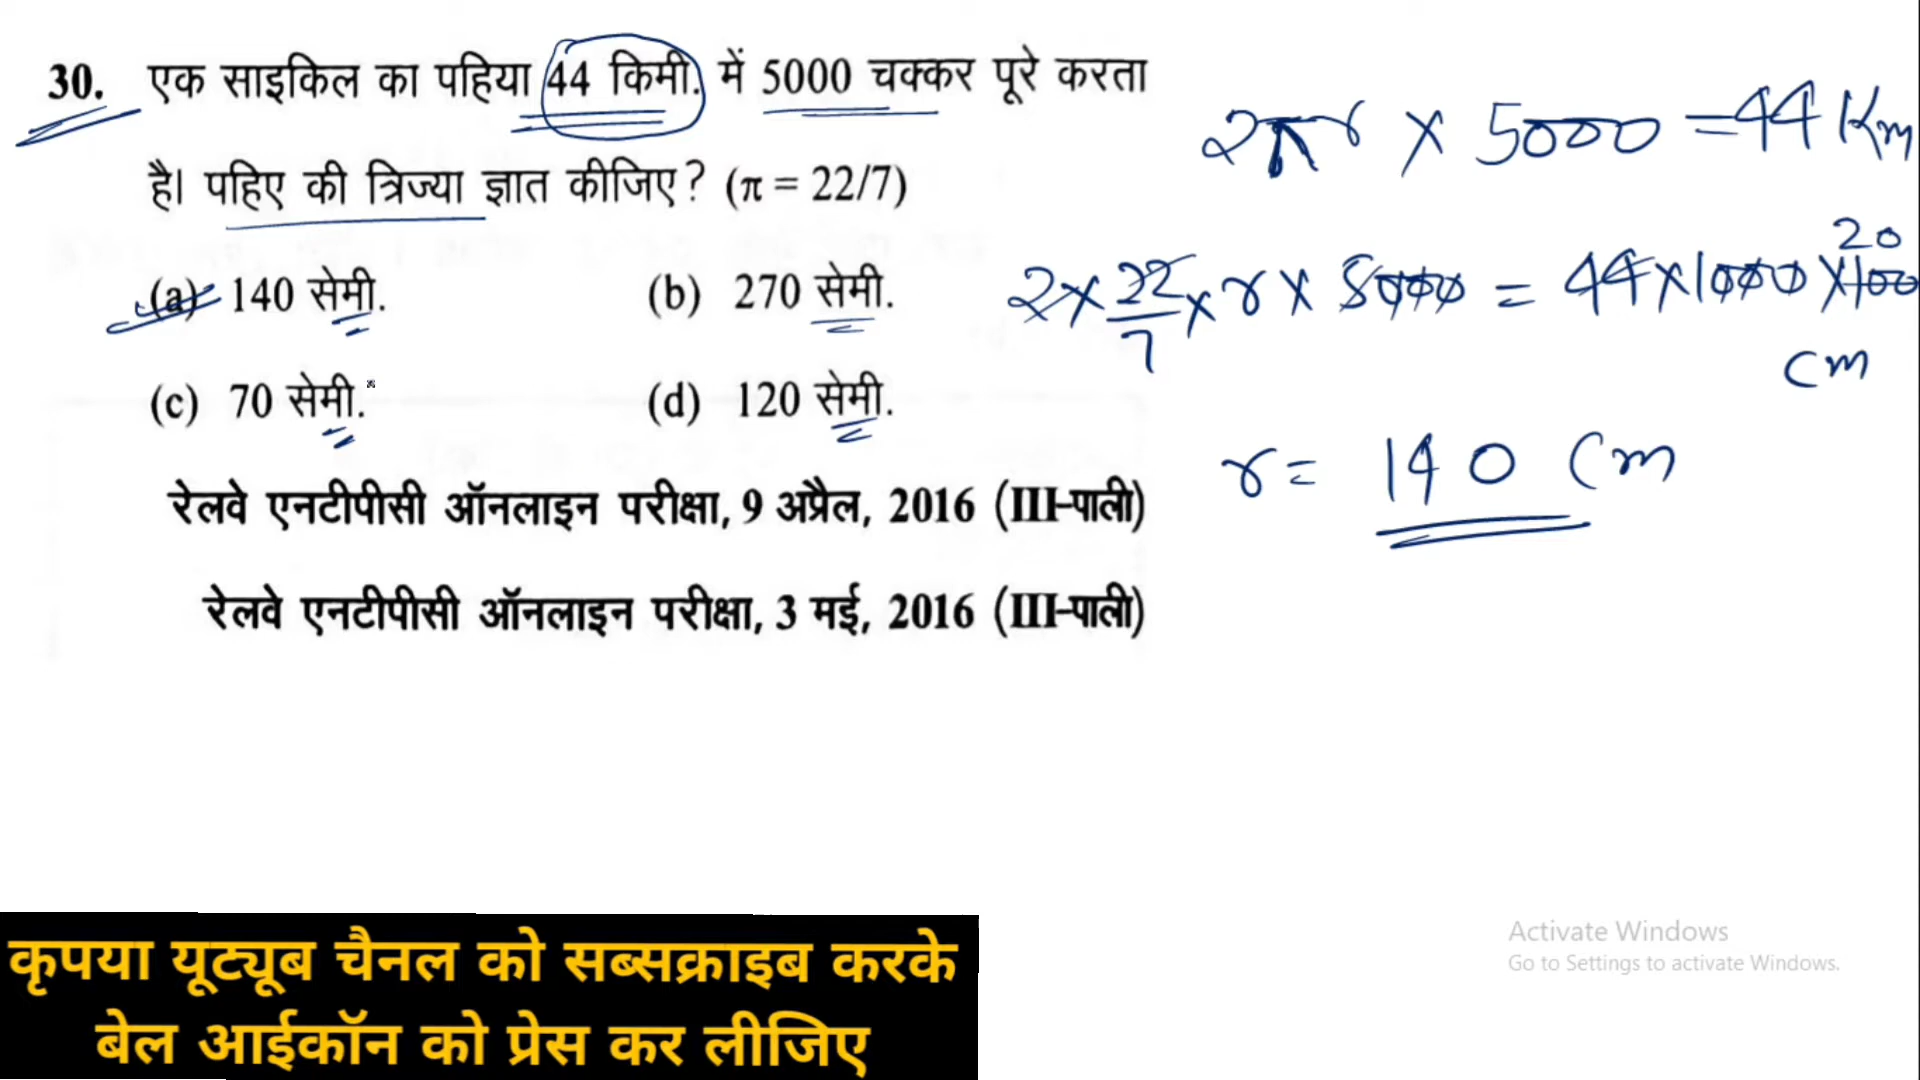 30. एक साइकिल का पहिया 44 किमी. में 5000 चक्कर पूरे करता
है। पहिए की त्रिज्या ज्ञात कीजिए? (π = 22/7)
(a) 140 सेमी. (b) 270 सेमी.
(c) 70 सेमी. (d) 120 सेमी.
रेलवे एनटीपीसी ऑनलाइन परीक्षा, 9 अप्रैल, 2016 (III-पाली)
रेलवे एनटीपीसी ऑनलाइन परीक्षा, 3 मई, 2016 (III-पाली)
2πr × 5000 = 44 Km
20
2 × 22/7 × r × 5000 = 44 × 1000 × 100
cm
r = 140 cm
Activate Windows
Go to Settings to activate Windows.
कृपया यूट्यूब चैनल को सब्सक्राइब करके
बेल आईकॉन को प्रेस कर लीजिए